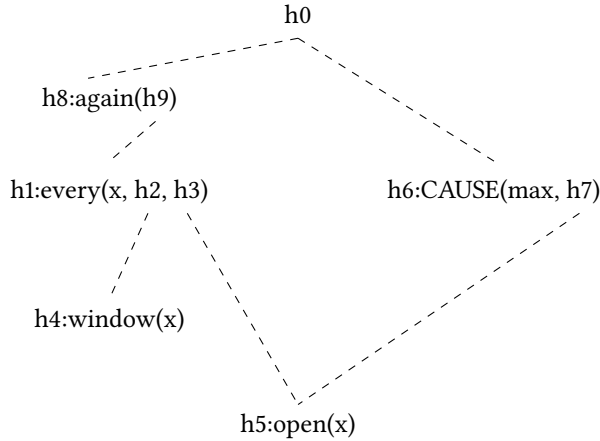 h0
h8:again(h9)
h1:every(x, h2, h3) h6:CAUSE(max, h7)
h4:window(x)
h5:open(x)